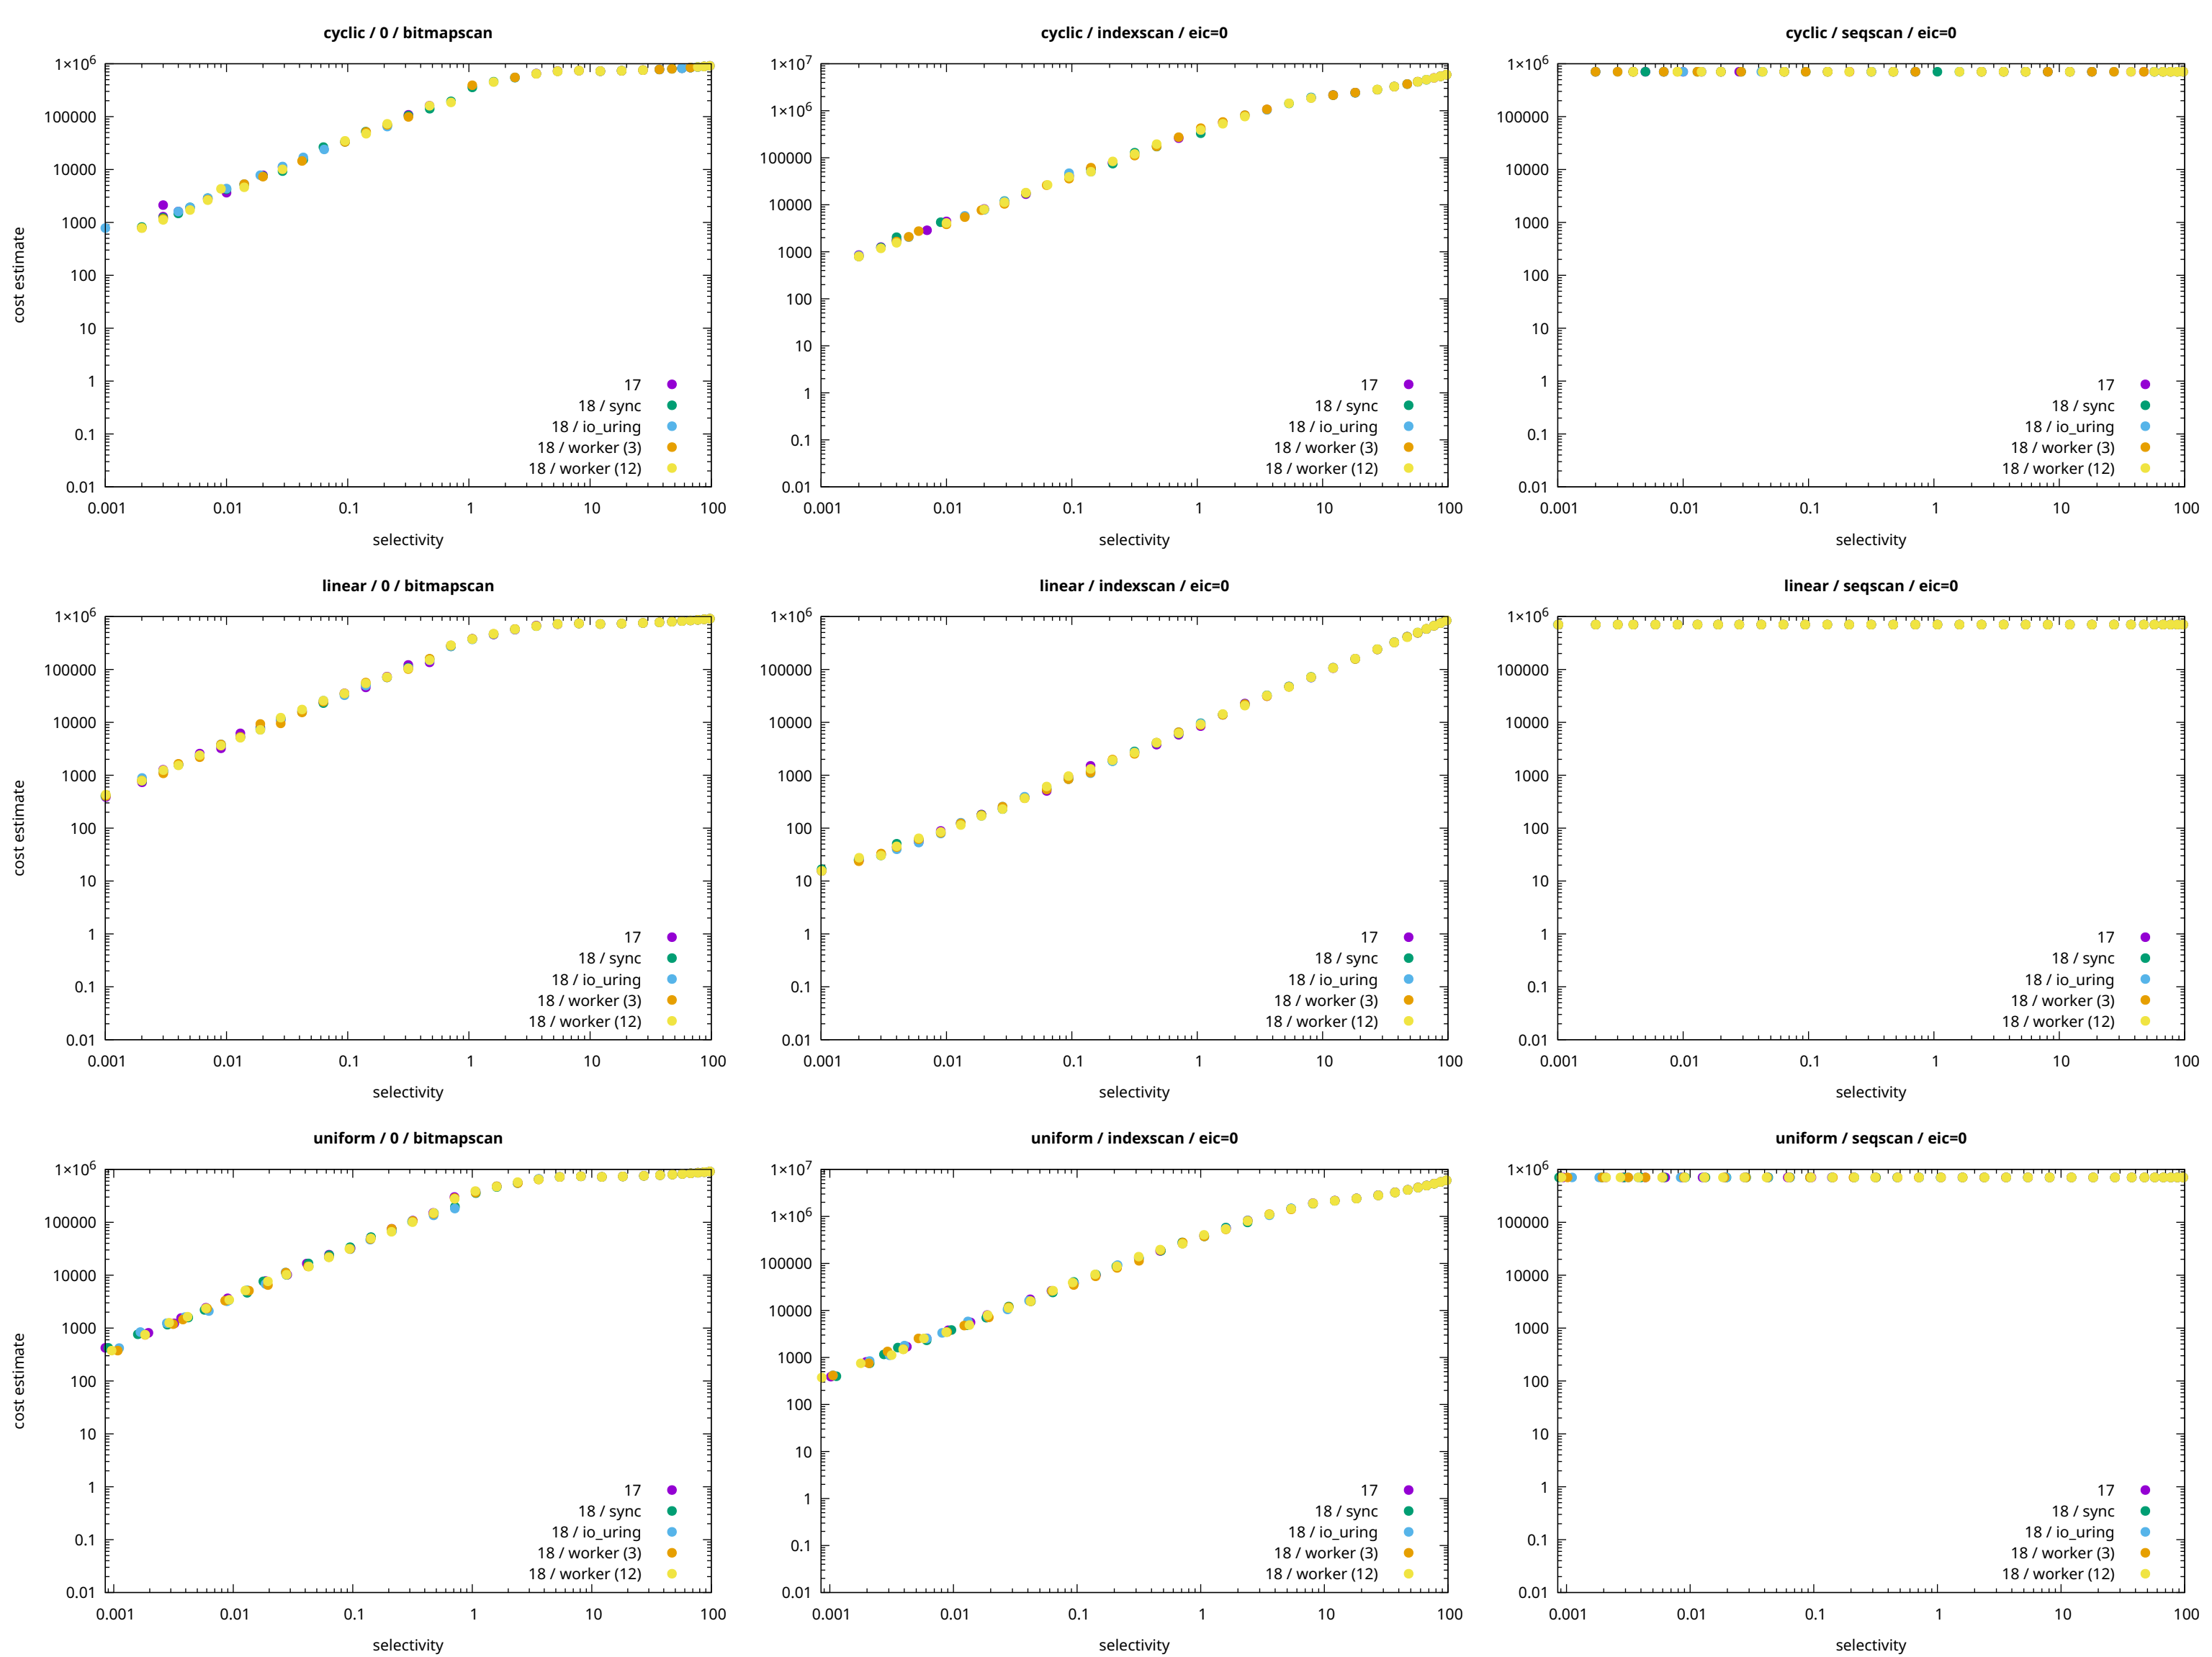 cyclic / 0 / bitmapscan
1×10^6
100000
10000
1000
100
10
1
0.1
0.01
cost estimate
0.001 0.01 0.1 1 10 100
selectivity
17
18 / sync
18 / io_uring
18 / worker (3)
18 / worker (12)
cyclic / indexscan / eic=0
1×10^7
1×10^6
100000
10000
1000
100
10
1
0.1
0.01
0.001 0.01 0.1 1 10 100
selectivity
17
18 / sync
18 / io_uring
18 / worker (3)
18 / worker (12)
cyclic / seqscan / eic=0
1×10^6
100000
10000
1000
100
10
1
0.1
0.01
0.001 0.01 0.1 1 10 100
selectivity
17
18 / sync
18 / io_uring
18 / worker (3)
18 / worker (12)
linear / 0 / bitmapscan
1×10^6
100000
10000
1000
100
10
1
0.1
0.01
cost estimate
0.001 0.01 0.1 1 10 100
selectivity
17
18 / sync
18 / io_uring
18 / worker (3)
18 / worker (12)
linear / indexscan / eic=0
1×10^6
100000
10000
1000
100
10
1
0.1
0.01
0.001 0.01 0.1 1 10 100
selectivity
17
18 / sync
18 / io_uring
18 / worker (3)
18 / worker (12)
linear / seqscan / eic=0
1×10^6
100000
10000
1000
100
10
1
0.1
0.01
0.001 0.01 0.1 1 10 100
selectivity
17
18 / sync
18 / io_uring
18 / worker (3)
18 / worker (12)
uniform / 0 / bitmapscan
1×10^6
100000
10000
1000
100
10
1
0.1
0.01
cost estimate
0.001 0.01 0.1 1 10 100
selectivity
17
18 / sync
18 / io_uring
18 / worker (3)
18 / worker (12)
uniform / indexscan / eic=0
1×10^7
1×10^6
100000
10000
1000
100
10
1
0.1
0.01
0.001 0.01 0.1 1 10 100
selectivity
17
18 / sync
18 / io_uring
18 / worker (3)
18 / worker (12)
uniform / seqscan / eic=0
1×10^6
100000
10000
1000
100
10
1
0.1
0.01
0.001 0.01 0.1 1 10 100
selectivity
17
18 / sync
18 / io_uring
18 / worker (3)
18 / worker (12)